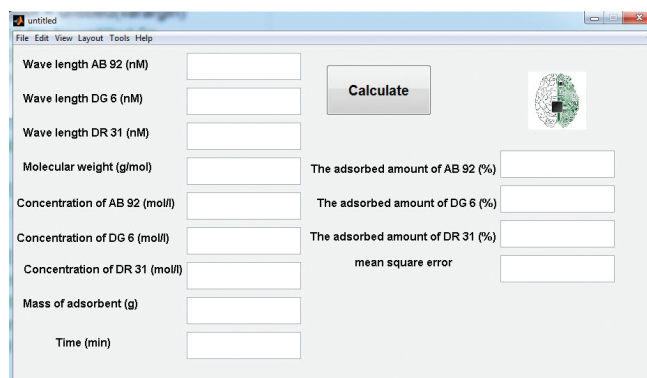 untitled
File Edit View Layout Tools Help
Wave length AB 92 (nM)
Wave length DG 6 (nM)
Wave length DR 31 (nM)
Molecular weight (g/mol)
Concentration of AB 92 (mol/l)
Concentration of DG 6 (mol/l)
Concentration of DR 31 (mol/l)
Mass of adsorbent (g)
Time (min)
Calculate
The adsorbed amount of AB 92 (%)
The adsorbed amount of DG 6 (%)
The adsorbed amount of DR 31 (%)
mean square error